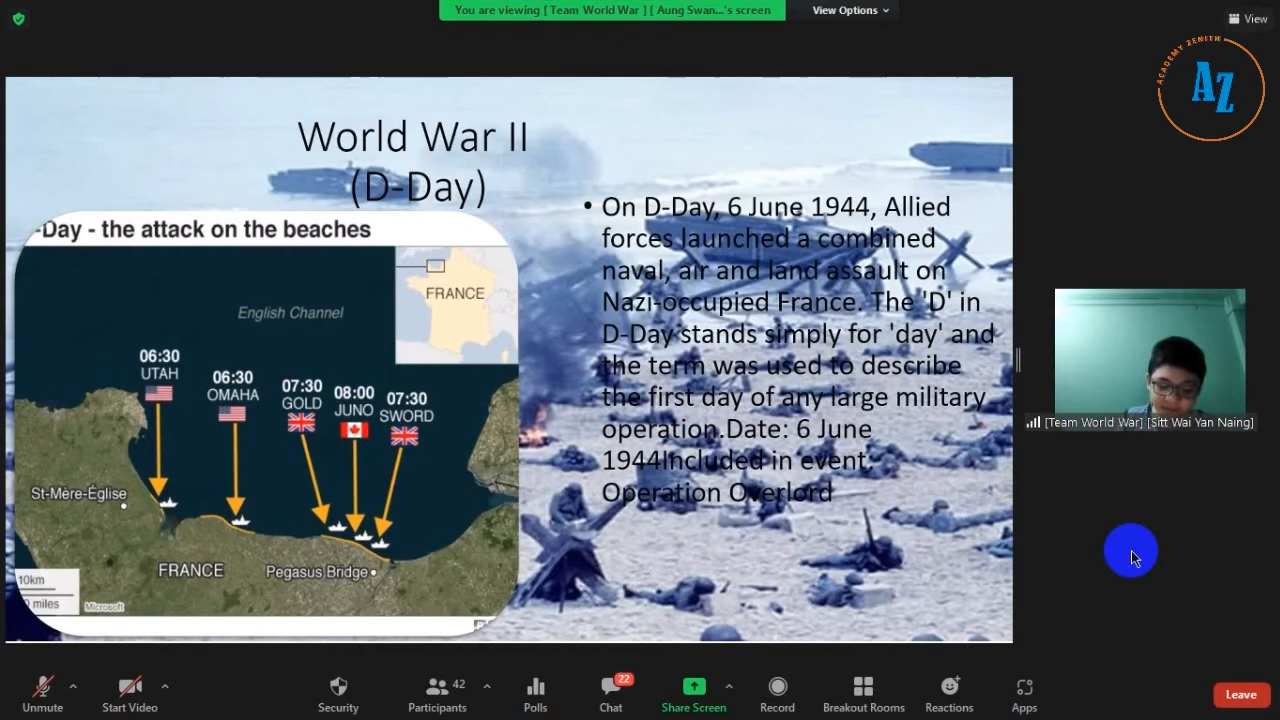 You are viewing [ Team World War ] [ Aung Swan...'s screen
View Options
View
ACADEMY ZENITH
AZ
World War II
(D-Day)
-Day - the attack on the beaches
FRANCE
English Channel
06:30
UTAH
06:30
OMAHA
07:30
GOLD
08:00
JUNO
07:30
SWORD
St-Mère-Église
FRANCE
Pegasus Bridge
10km
miles
Microsoft
• On D-Day, 6 June 1944, Allied
forces launched a combined
naval, air and land assault on
Nazi-occupied France. The 'D' in
D-Day stands simply for 'day' and
the term was used to describe
the first day of any large military
operation.Date: 6 June
1944Included in event:
Operation Overlord
[Team World War] [Sitt Wai Yan Naing]
Unmute
Start Video
Security
42
Participants
Polls
22
Chat
Share Screen
Record
Breakout Rooms
Reactions
Apps
Leave